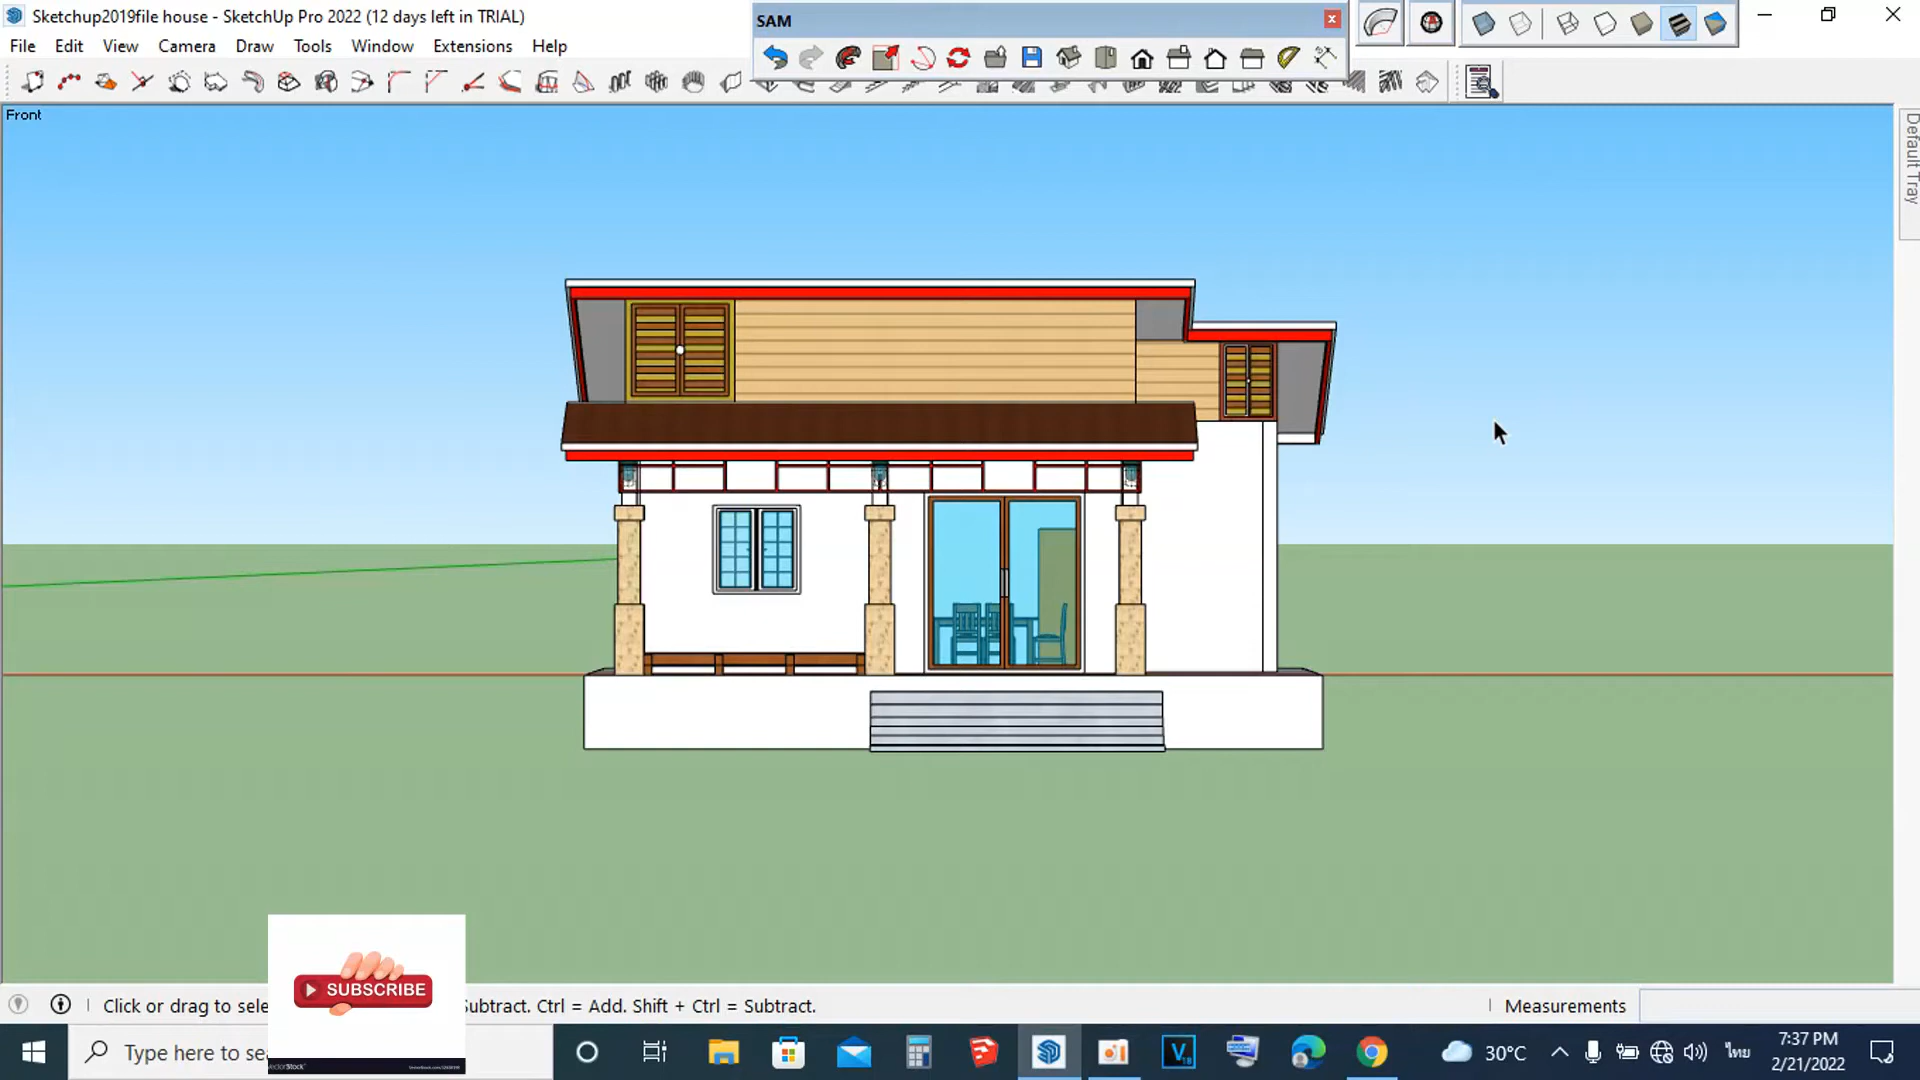 Sketchup2019file house - SketchUp Pro 2022 (12 days left in TRIAL)
SAM
File Edit View Camera Draw Tools Window Extensions Help
Front
Default Tray
SUBSCRIBE
Click or drag to sele
Subtract. Ctrl = Add. Shift + Ctrl = Subtract.
Measurements
Type here to se
30°C
ไทย
7:37 PM
2/21/2022
VectorStock